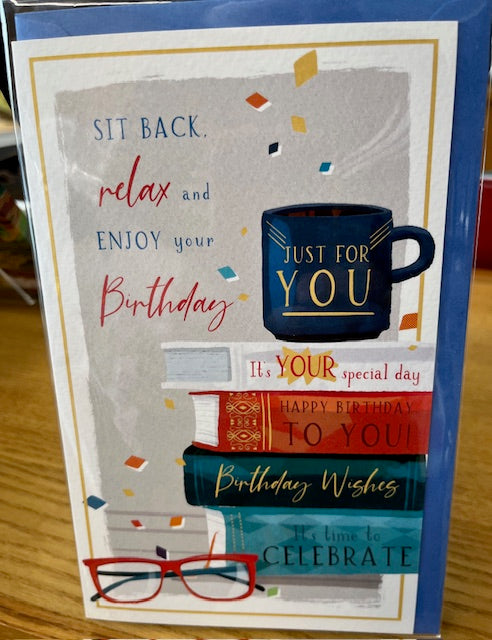 SIT BACK,
relax and
ENJOY your
Birthday
JUST FOR
YOU
It's YOUR special day
HAPPY BIRTHDAY
TO YOU!
Birthday Wishes
It's time to
CELEBRATE